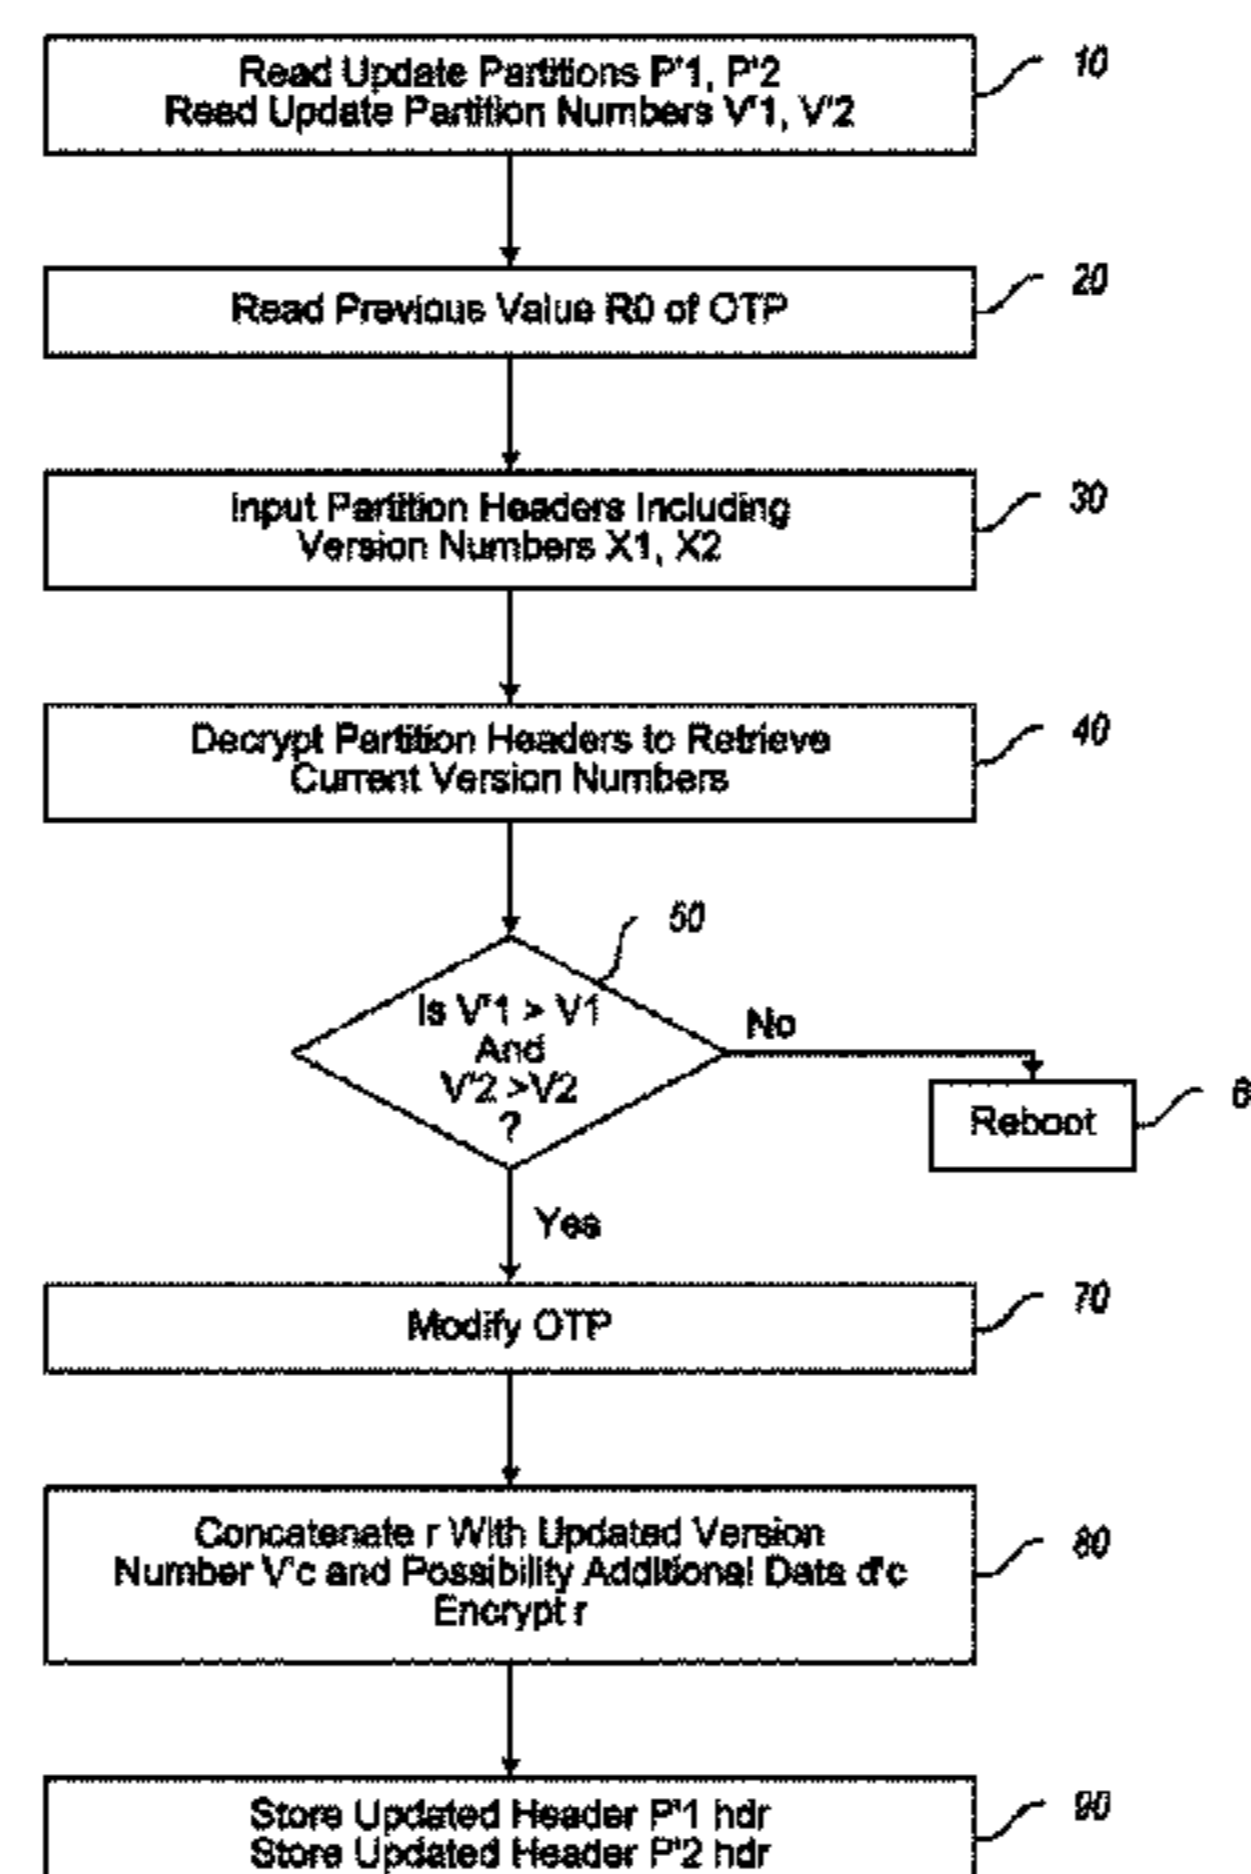 Read Update Partitions P'1, P'2
Read Update Partition Numbers V'1, V'2
10
Read Previous Value R0 of OTP
20
Input Partition Headers Including
Version Numbers X1, X2
30
Decrypt Partition Headers to Retrieve
Current Version Numbers
40
50
Is V'1 > V1
And
V'2 >V2
?
No
Reboot
6
Yes
Modify OTP
70
Concatenate r With Updated Version
Number V'c and Possibility Additional Data d'c
Encrypt r
80
Store Updated Header P'1 hdr
Store Updated Header P'2 hdr
90